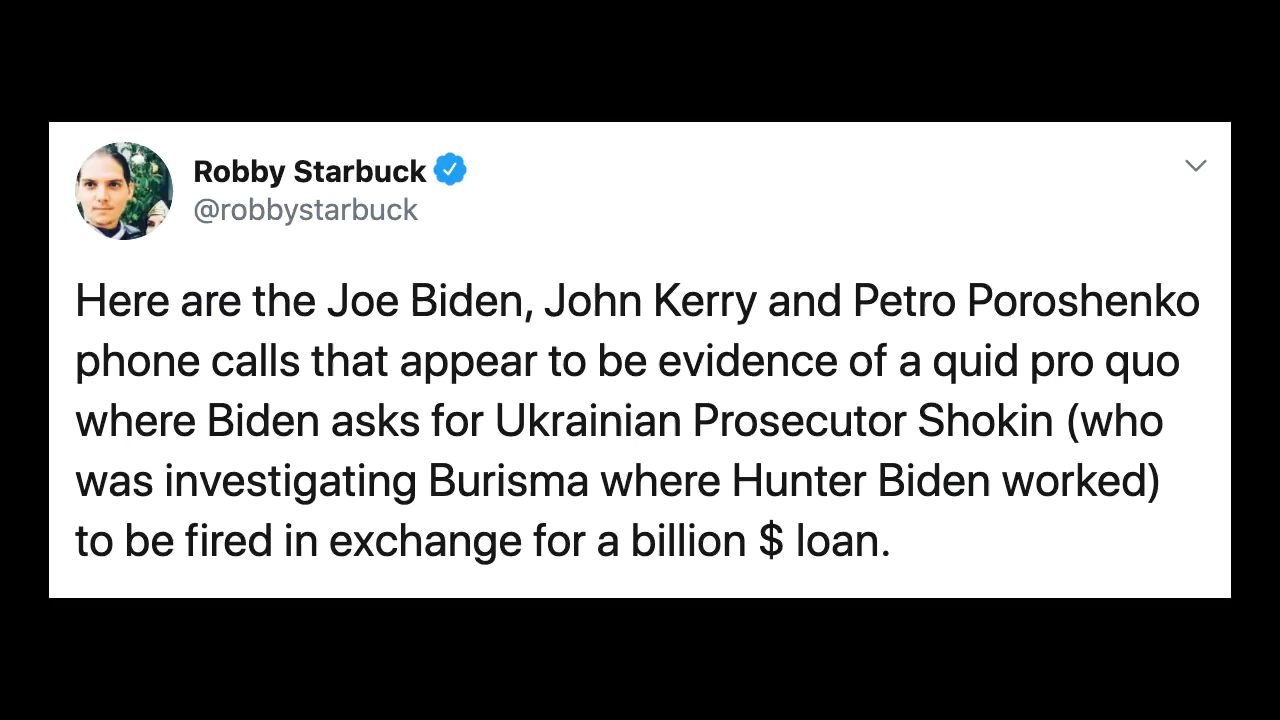 Robby Starbuck
@robbystarbuck
Here are the Joe Biden, John Kerry and Petro Poroshenko
phone calls that appear to be evidence of a quid pro quo
where Biden asks for Ukrainian Prosecutor Shokin (who
was investigating Burisma where Hunter Biden worked)
to be fired in exchange for a billion $ loan.